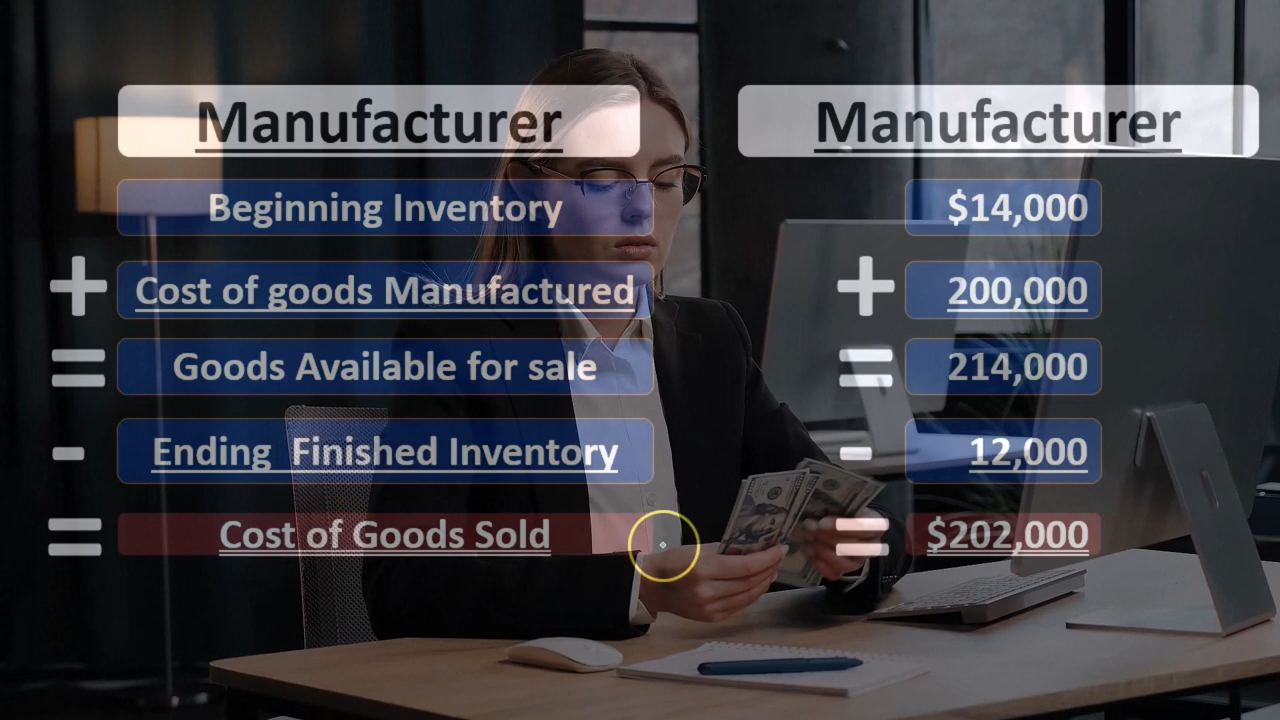 Manufacturer Manufacturer
Beginning Inventory $14,000
+ Cost of goods Manufactured + 200,000
= Goods Available for sale = 214,000
- Ending Finished Inventory - 12,000
= Cost of Goods Sold = $202,000